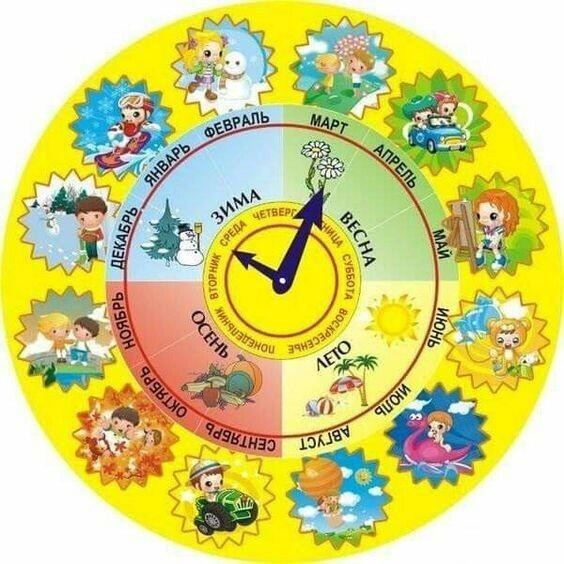 ЯНВАРЬ
ФЕВРАЛЬ
МАРТ
АПРЕЛЬ
МАЙ
ИЮНЬ
ИЮЛЬ
АВГУСТ
СЕНТЯБРЬ
ОКТЯБРЬ
НОЯБРЬ
ДЕКАБРЬ
ЗИМА
ВЕСНА
ЛЕТО
ОСЕНЬ
ПОНЕДЕЛЬНИК
ВТОРНИК
СРЕДА
ЧЕТВЕРГ
НИЦА
СУББОТА
ВОСКРЕСЕНЬЕ